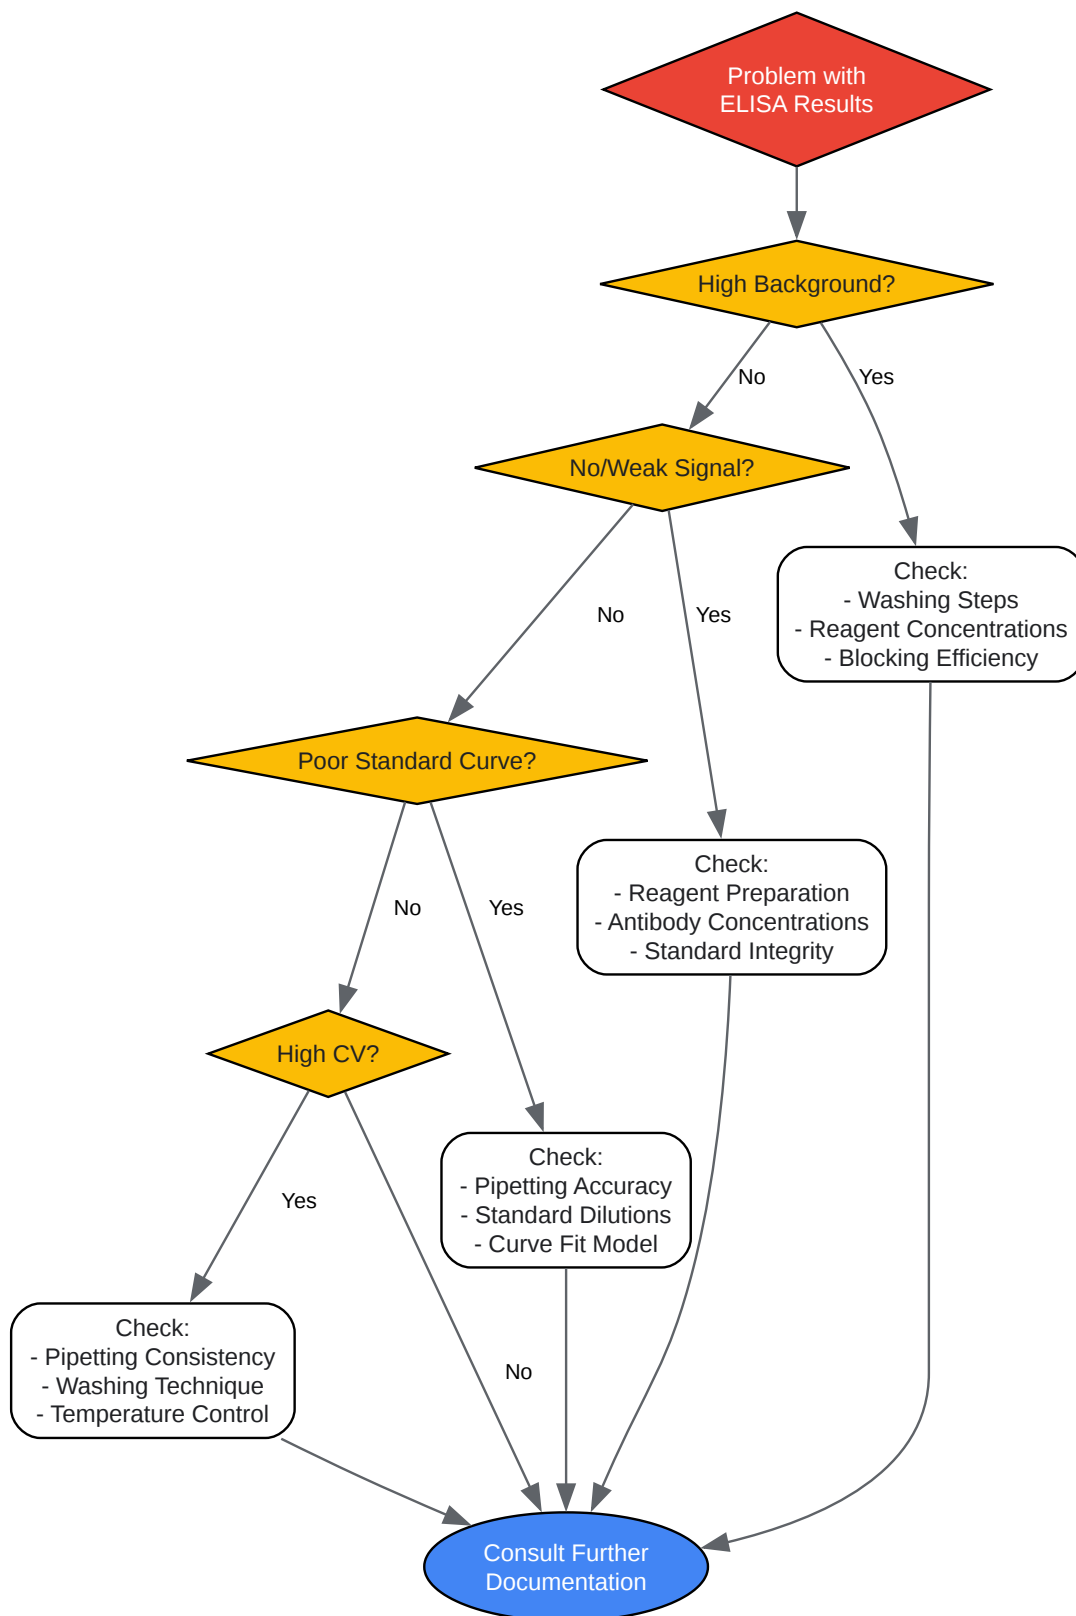 Problem with
ELISA Results
High Background?
No
Yes
No/Weak Signal?
Check:
- Washing Steps
- Reagent Concentrations
- Blocking Efficiency
No
Yes
Poor Standard Curve?
Check:
- Reagent Preparation
- Antibody Concentrations
- Standard Integrity
No
Yes
High CV?
Check:
- Pipetting Accuracy
- Standard Dilutions
- Curve Fit Model
Yes
No
Check:
- Pipetting Consistency
- Washing Technique
- Temperature Control
Consult Further
Documentation